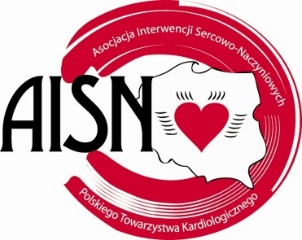 Asocjacja Interwencji Sercowo-Naczyniowych
AISN
Polskiego Towarzystwa Kardiologicznego